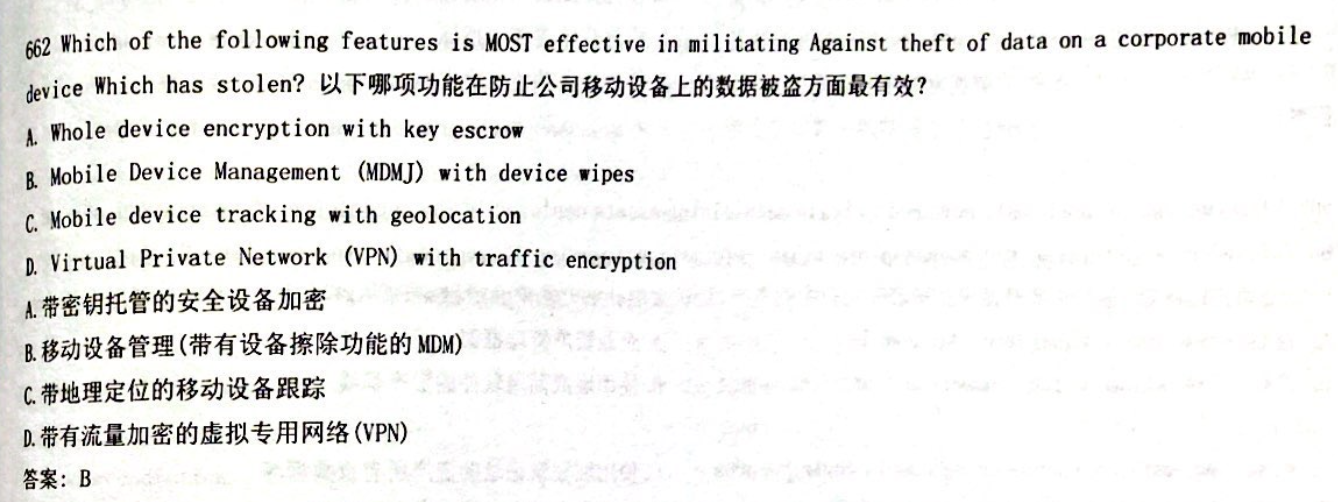 662 Which of the following features is MOST effective in militating Against theft of data on a corporate mobile
device Which has stolen? 以下哪项功能在防止公司移动设备上的数据被盗方面最有效?
A. Whole device encryption with key escrow
B. Mobile Device Management (MDMJ) with device wipes
C. Mobile device tracking with geolocation
D. Virtual Private Network (VPN) with traffic encryption
A.带密钥托管的安全设备加密
B.移动设备管理(带有设备擦除功能的MDM)
C.带地理定位的移动设备跟踪
D.带有流量加密的虚拟专用网络(VPN)
答案: B